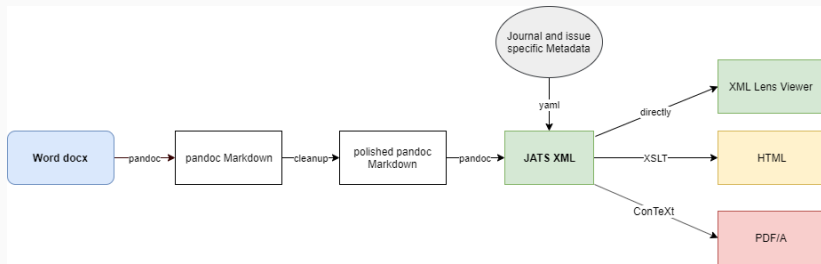 Journal and issue
specific Metadata
yaml
XML Lens Viewer
directly
Word docx
pandoc
pandoc Markdown
cleanup
polished pandoc
Markdown
pandoc
JATS XML
XSLT
HTML
ConTeXt
PDF/A